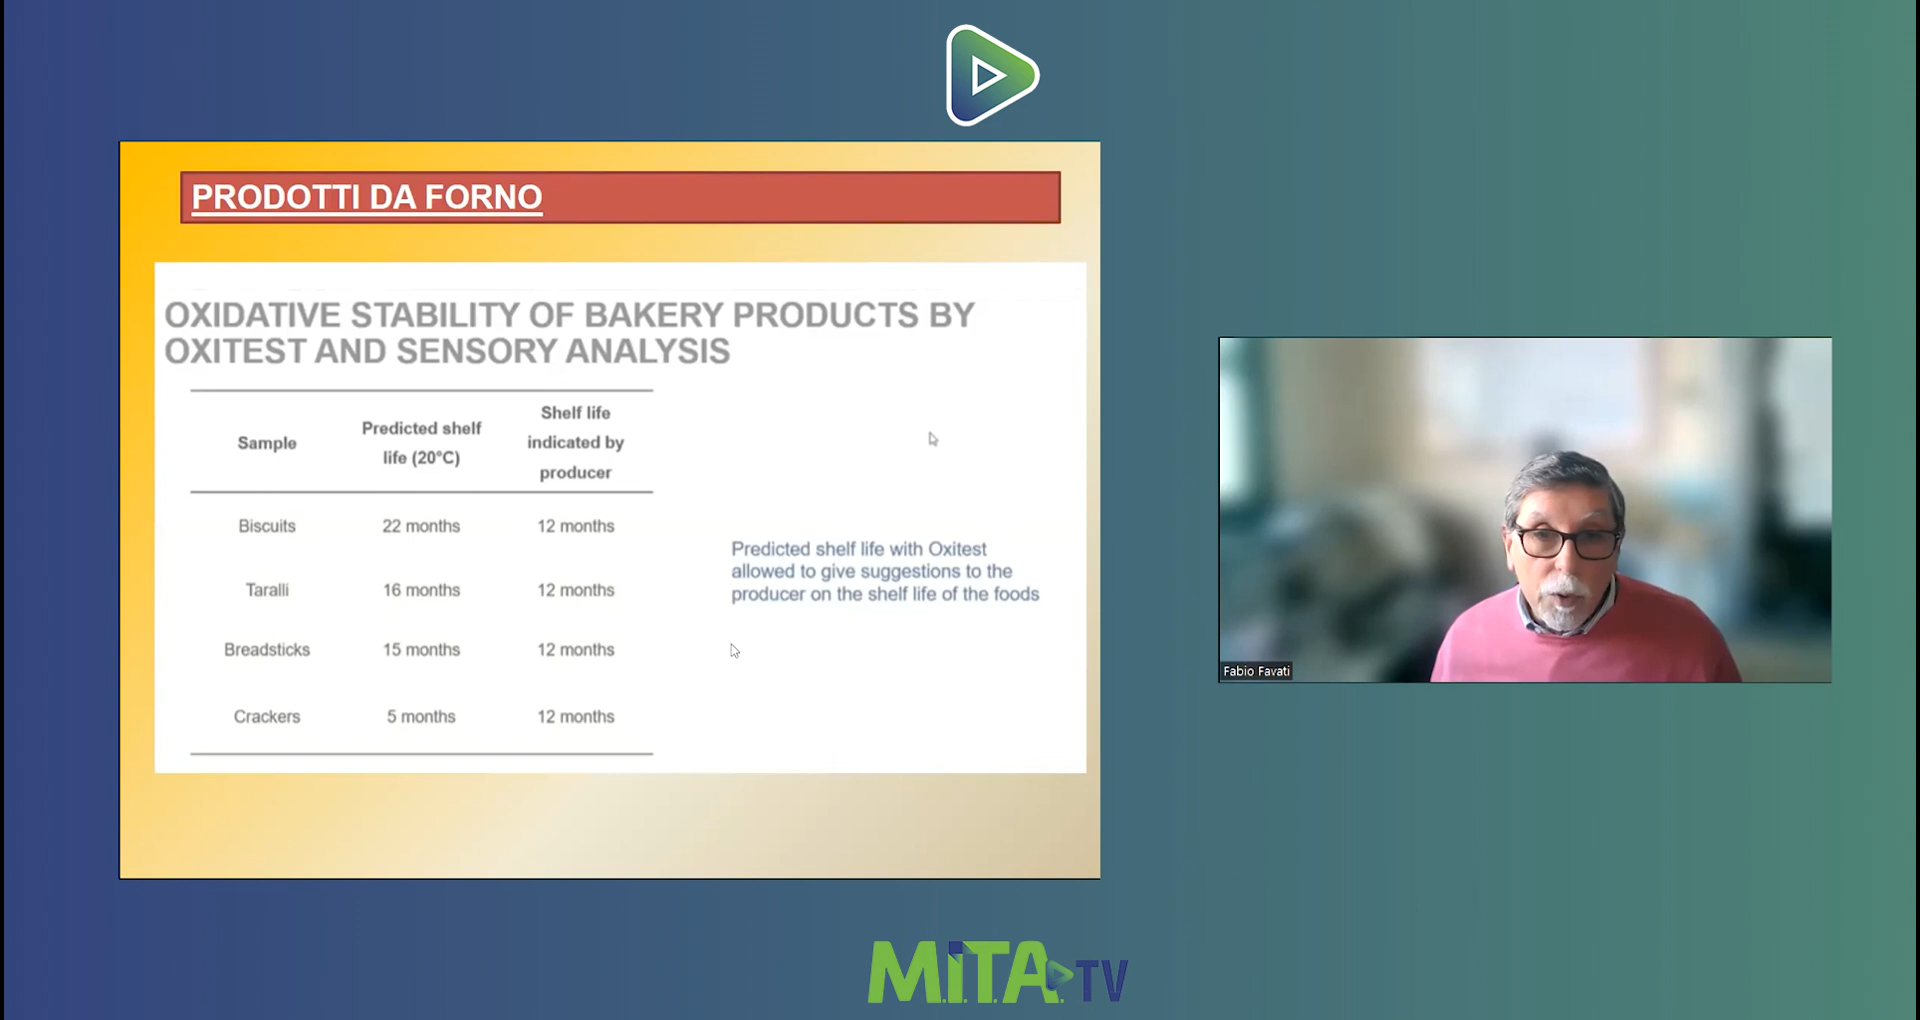 PRODOTTI DA FORNO
OXIDATIVE STABILITY OF BAKERY PRODUCTS BY
OXITEST AND SENSORY ANALYSIS
Sample
Predicted shelf
life (20°C)
Shelf life
indicated by
producer
Biscuits 22 months 12 months
Taralli 16 months 12 months
Breadsticks 15 months 12 months
Crackers 5 months 12 months
Predicted shelf life with Oxitest
allowed to give suggestions to the
producer on the shelf life of the foods
Fabio Favati
M.I.T.A. TV